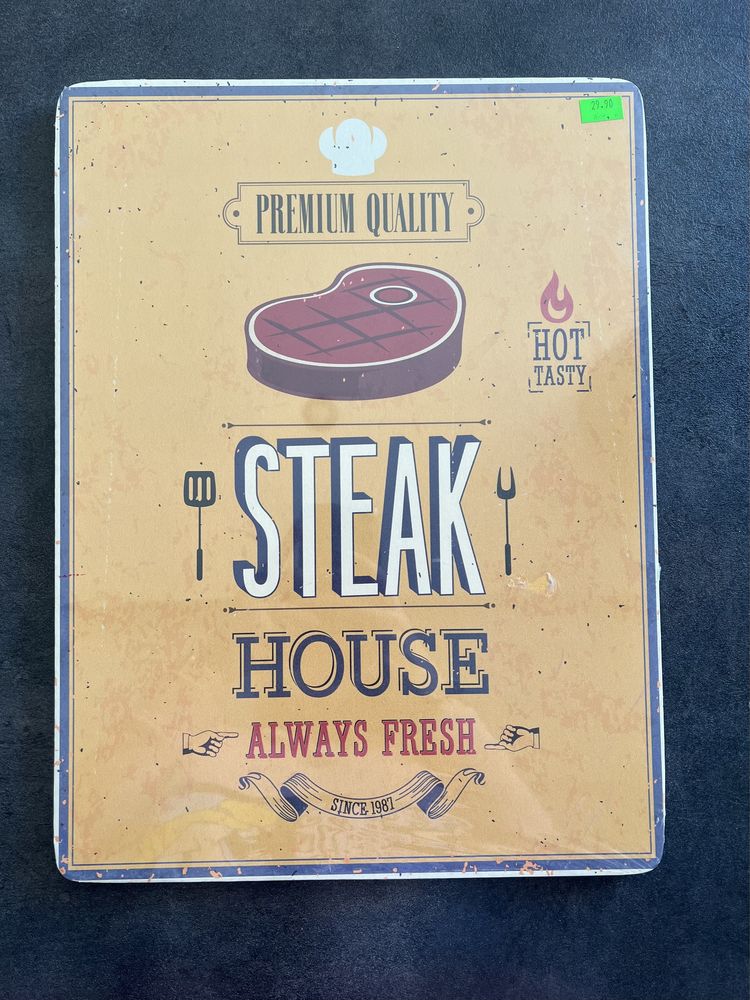 29.90
PREMIUM QUALITY
HOT
TASTY
STEAK
HOUSE
ALWAYS FRESH
SINCE 1987